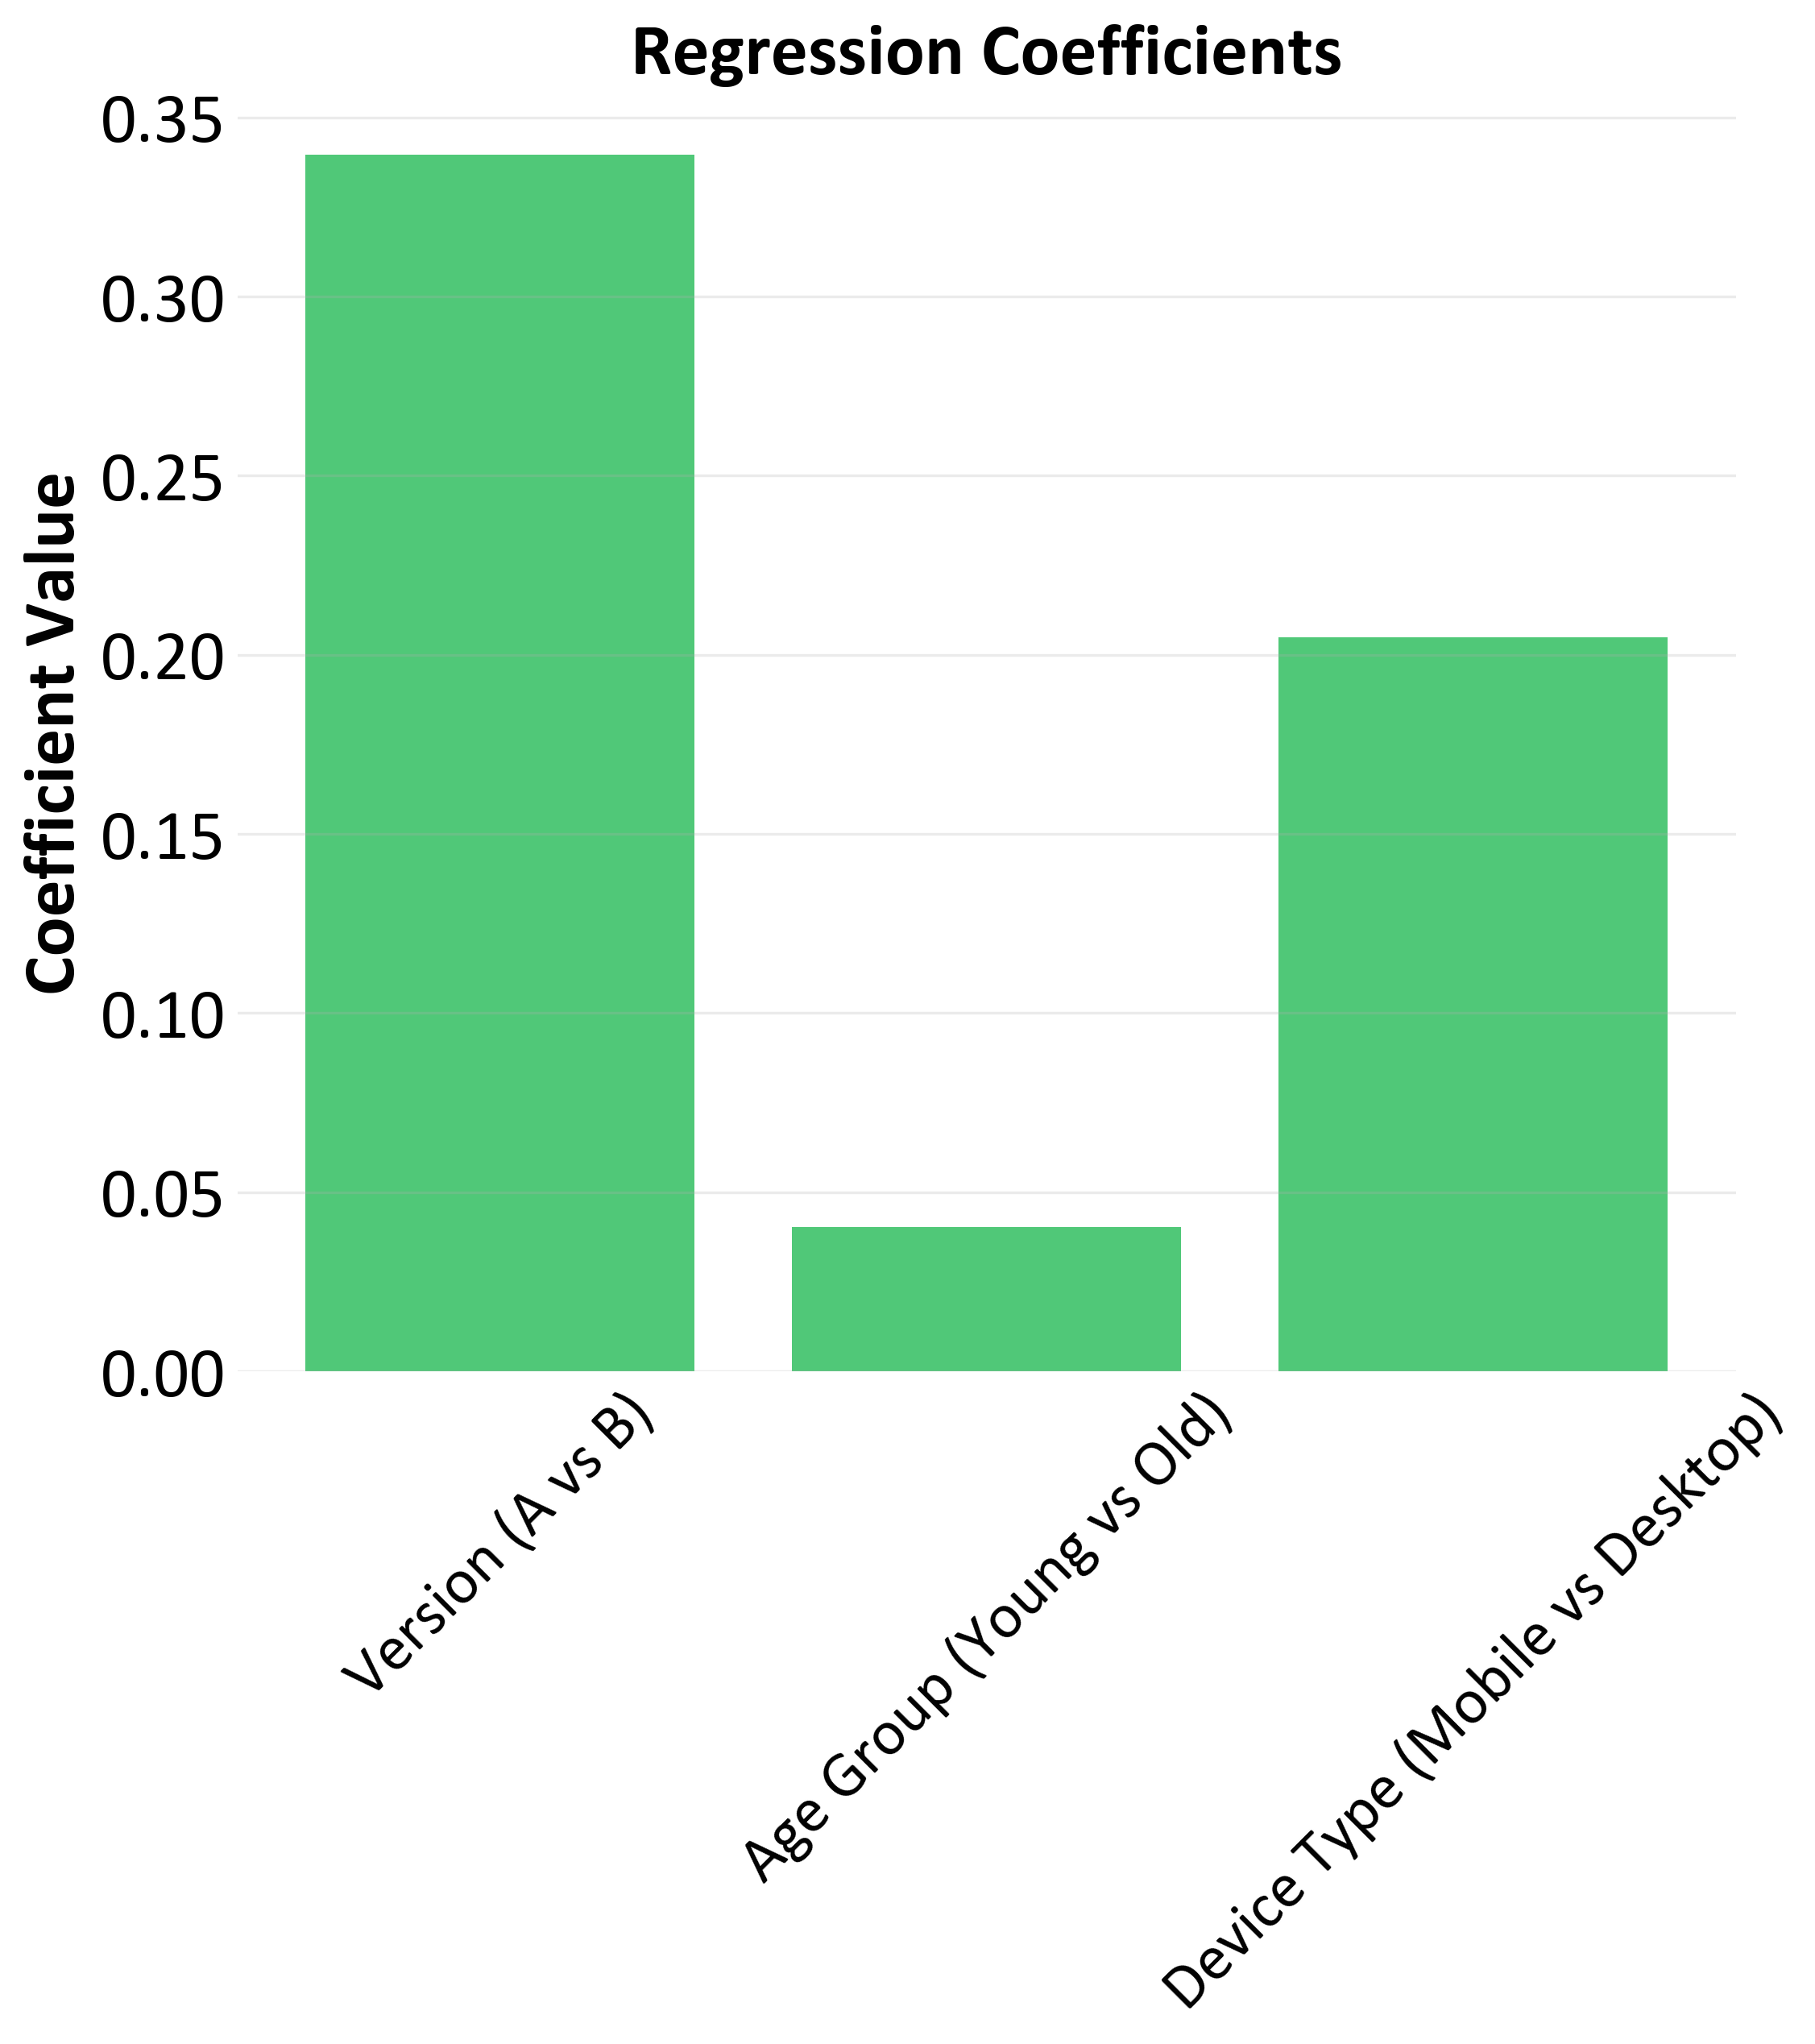 Regression Coefficients
Coefficient Value
0.35
0.30
0.25
0.20
0.15
0.10
0.05
0.00
Version (A vs B)
Age Group (Young vs Old)
Device Type (Mobile vs Desktop)